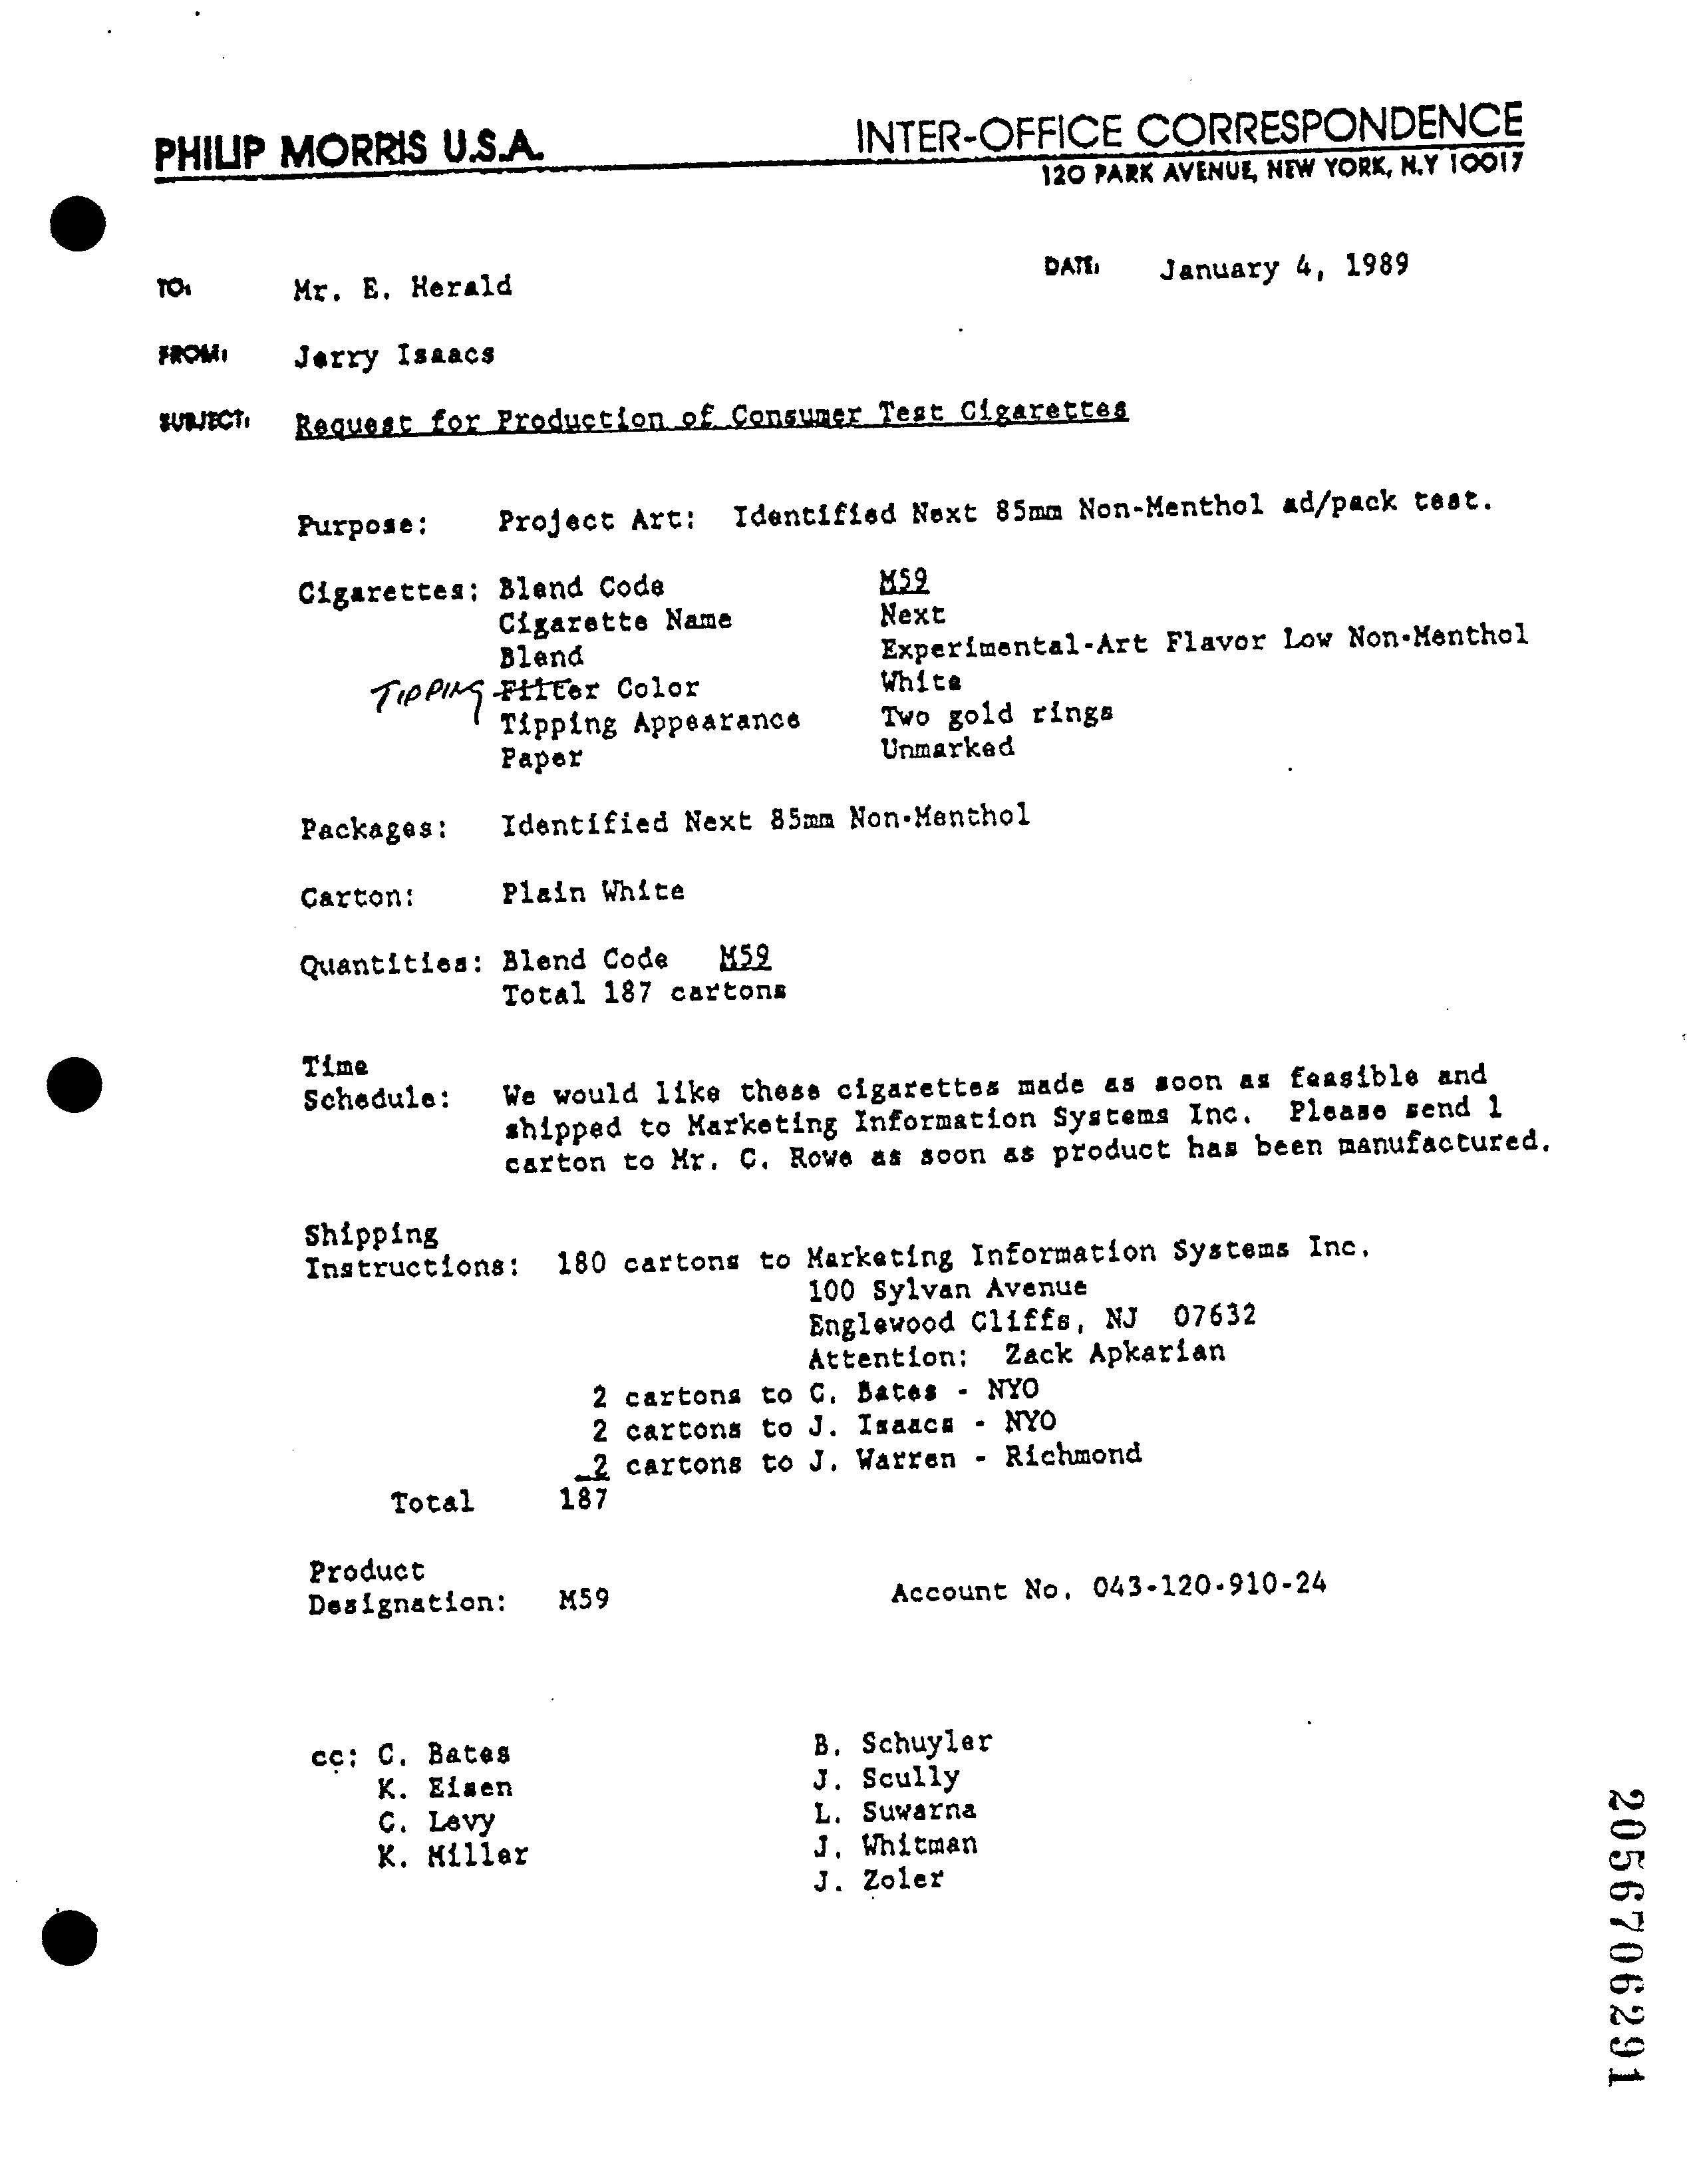 PHILIP MORRIS U.S.A. INTER-OFFICE CORRESPONDENCE
120 PARK AVENUE, NEW YORK, N.Y 10017
TO: Mr. E. Herald DATE: January 4, 1989
FROM: Jerry Isaacs
SUBJECT: Request for Production of Consumer Test Cigarettes
Purpose: Project Art: Identified Next 85mm Non-Menthol ad/pack test.
Cigarettes: Blend Code M59
Cigarette Name Next
Blend Experimental-Art Flavor Low Non-Menthol
TIPPING Filter Color White
Tipping Appearance Two gold rings
Paper Unmarked
Packages: Identified Next 85mm Non-Menthol
Carton: Plain White
Quantities: Blend Code M59
Total 187 cartons
Time
Schedule: We would like these cigarettes made as soon as feasible and
shipped to Marketing Information Systems Inc. Please send 1
carton to Mr. C. Rowe as soon as product has been manufactured.
Shipping
Instructions: 180 cartons to Marketing Information Systems Inc.
100 Sylvan Avenue
Englewood Cliffs, NJ 07632
Attention: Zack Apkarian
2 cartons to C. Bates - NYO
2 cartons to J. Isaacs - NYO
2 cartons to J. Warren - Richmond
Total 187
Product
Designation: M59 Account No. 043-120-910-24
cc: C. Bates B. Schuyler
K. Eisen J. Scully
C. Levy L. Suwarna
K. Miller J. Whitman
J. Zoler
2056706291